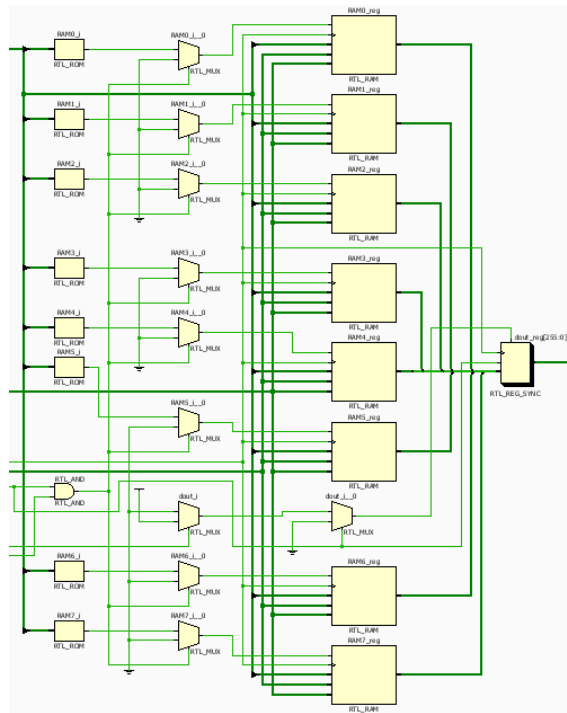 RAM0_reg
RAM0_i
RAM0_i__0
RTL_MUX
RTL_ROM
RTL_RAM
RAM1_reg
RAM1_i
RAM1_i__0
RTL_ROM
RTL_MUX
RTL_RAM
RAM2_i
RAM2_i__0
RAM2_reg
RTL_ROM
RTL_MUX
RTL_RAM
RAM3_i
RAM3_i__0
RAM3_reg
RTL_ROM
RTL_MUX
RAM4_i
RAM4_i__0
RTL_RAM
RAM4_reg
dout_reg[255:0]
RTL_ROM
RTL_MUX
RAM5_i
RTL_ROM
RTL_REG_SYNC
RTL_RAM
RAM5_i__0
RAM5_reg
RTL_MUX
RTL_RAM
RTL_AND
RTL_AND
dout_i
dout_i__0
RTL_MUX
RTL_MUX
RAM6_i
RAM6_i__0
RAM6_reg
RTL_ROM
RTL_MUX
RAM7_i
RAM7_i__0
RTL_RAM
RAM7_reg
RTL_ROM
RTL_MUX
RTL_RAM